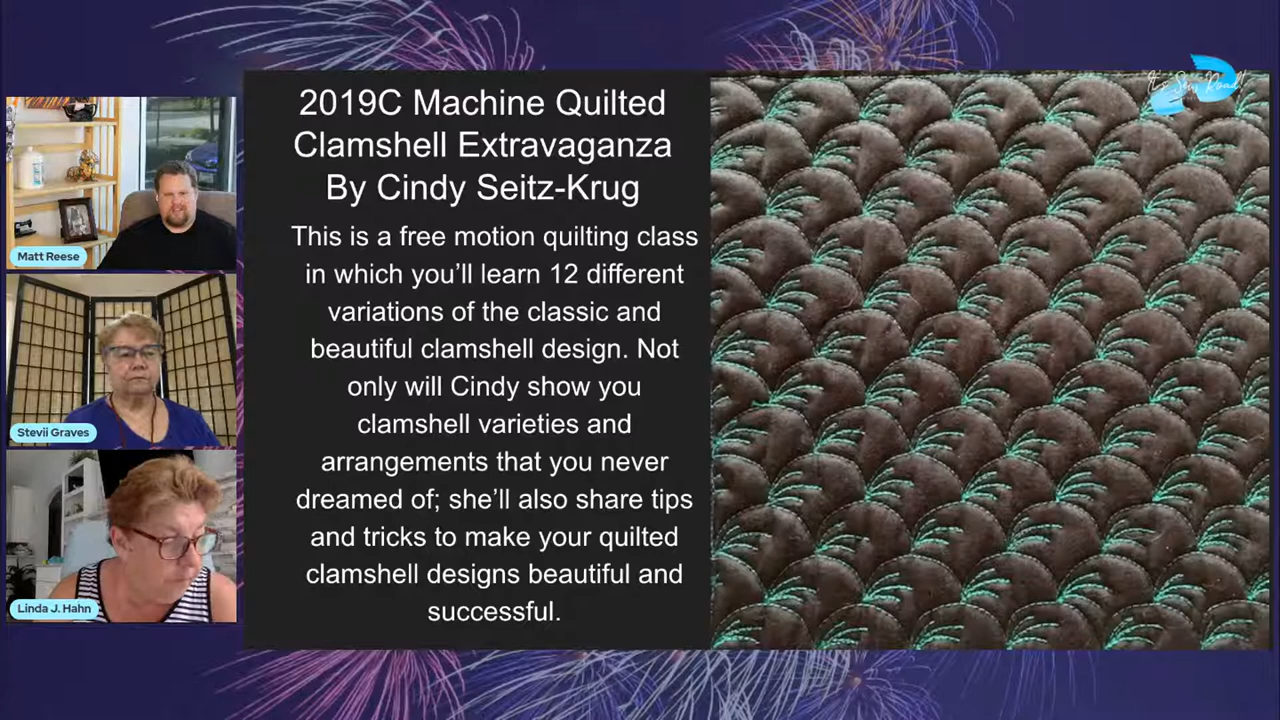 2019C Machine Quilted
Clamshell Extravaganza
By Cindy Seitz-Krug
This is a free motion quilting class
in which you'll learn 12 different
variations of the classic and
beautiful clamshell design. Not
only will Cindy show you
clamshell varieties and
arrangements that you never
dreamed of; she'll also share tips
and tricks to make your quilted
clamshell designs beautiful and
successful.
Matt Reese
Stevii Graves
Linda J. Hahn
It's Sew Read!